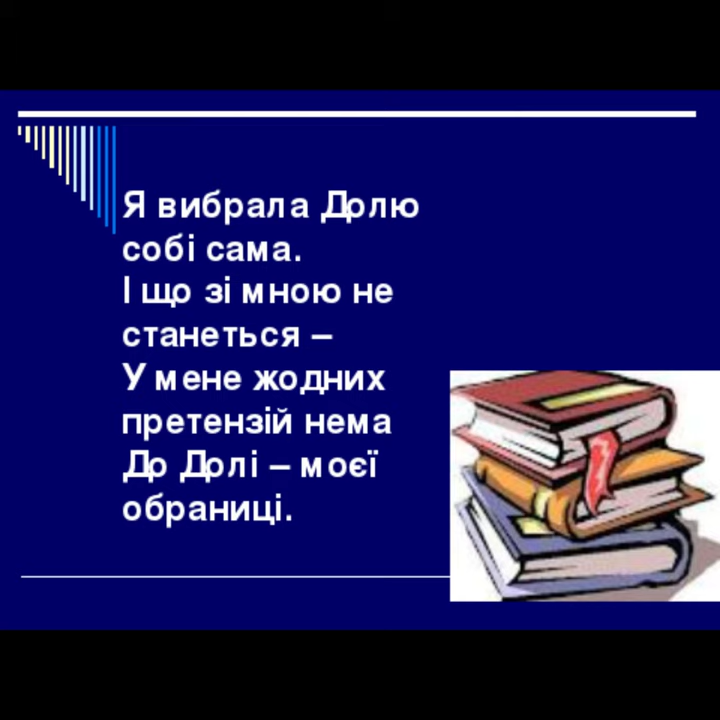 Я вибрала Долю
собі сама.
І що зі мною не
станеться –
У мене жодних
претензій нема
До Долі – моєї
обраниці.